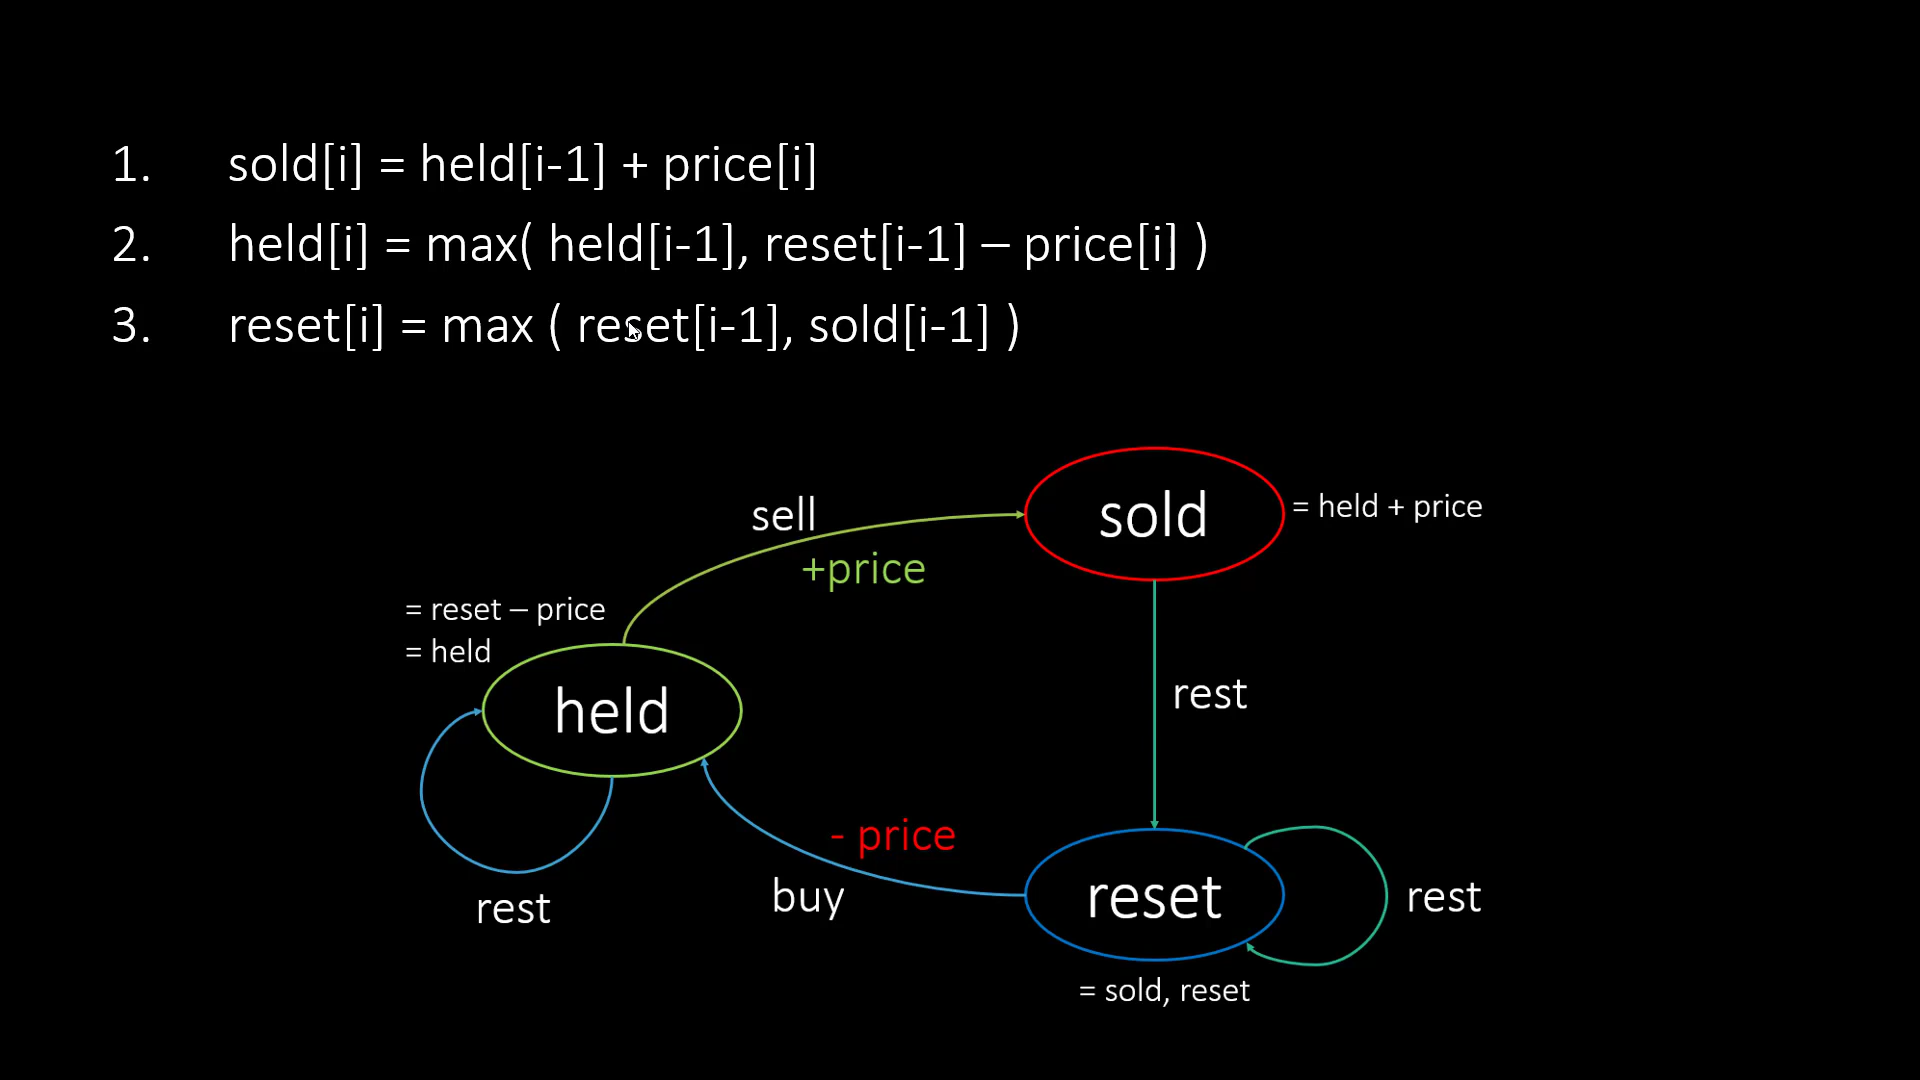 1. sold[i] = held[i-1] + price[i]
2. held[i] = max( held[i-1], reset[i-1] – price[i] )
3. reset[i] = max ( reset[i-1], sold[i-1] )
sell
+price
sold
= held + price
= reset – price
= held
held
rest
rest
- price
buy
reset
rest
= sold, reset